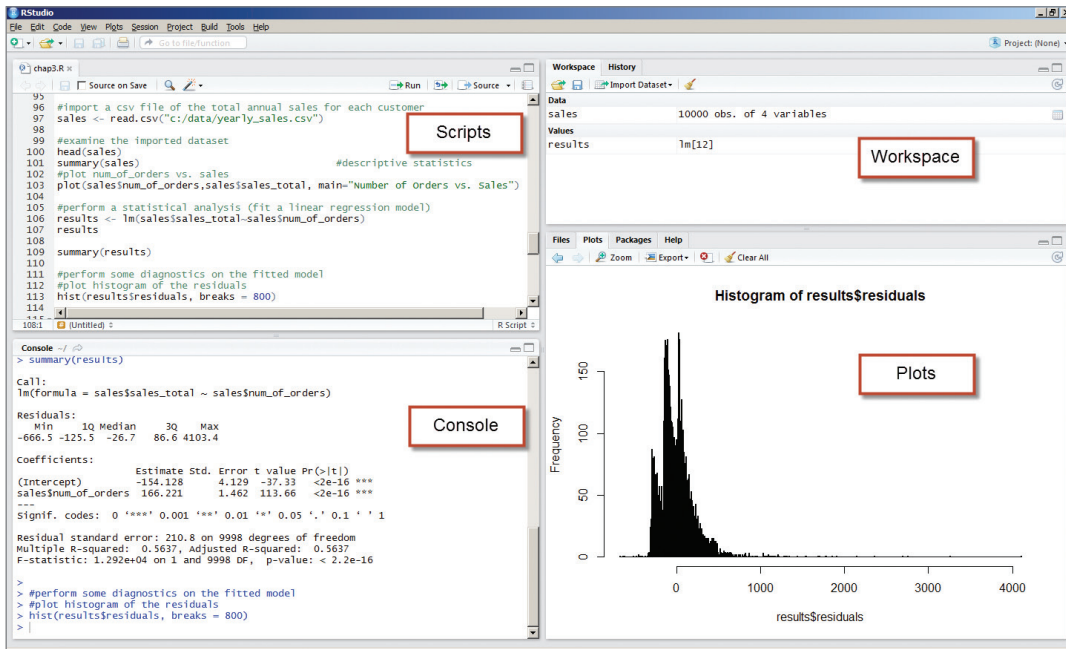 RStudio
File Edit Code View Plots Session Project Build Tools Help
Go to file/function
Project: (None)
chap3.R
Source on Save
Run
Source
95
96 #import a csv file of the total annual sales for each customer
97 sales <- read.csv("c:/data/yearly_sales.csv")
98
99 #examine the imported dataset
100 head(sales)
101 summary(sales) #descriptive statistics
102 #plot num_of_orders vs. sales
103 plot(sales$num_of_orders,sales$sales_total, main="Number of Orders vs. Sales")
104
105 #perform a statistical analysis (fit a linear regression model)
106 results <- lm(sales$sales_total~sales$num_of_orders)
107 results
108
109 summary(results)
110
111 #perform some diagnostics on the fitted model
112 #plot histogram of the residuals
113 hist(results$residuals, breaks = 800)
114
108:1 (Untitled) R Script
Scripts
Console ~/
> summary(results)
Call:
lm(formula = sales$sales_total ~ sales$num_of_orders)
Residuals:
Min 1Q Median 3Q Max
-666.5 -125.5 -26.7 86.6 4103.4
Coefficients:
Estimate Std. Error t value Pr(>|t|)
(Intercept) -154.128 4.129 -37.33 <2e-16 ***
sales$num_of_orders 166.221 1.462 113.66 <2e-16 ***
---
Signif. codes: 0 ‘***’ 0.001 ‘**’ 0.01 ‘*’ 0.05 ‘.’ 0.1 ‘ ’ 1
Residual standard error: 210.8 on 9998 degrees of freedom
Multiple R-squared: 0.5637, Adjusted R-squared: 0.5637
F-statistic: 1.292e+04 on 1 and 9998 DF, p-value: < 2.2e-16
>
> #perform some diagnostics on the fitted model
> #plot histogram of the residuals
> hist(results$residuals, breaks = 800)
>
Console
Workspace History
Import Dataset
Data
sales 10000 obs. of 4 variables
Values
results lm[12]
Workspace
Files Plots Packages Help
Zoom Export Clear All
Histogram of results$residuals
Plots
Frequency
150
100
50
0
0 1000 2000 3000 4000
results$residuals